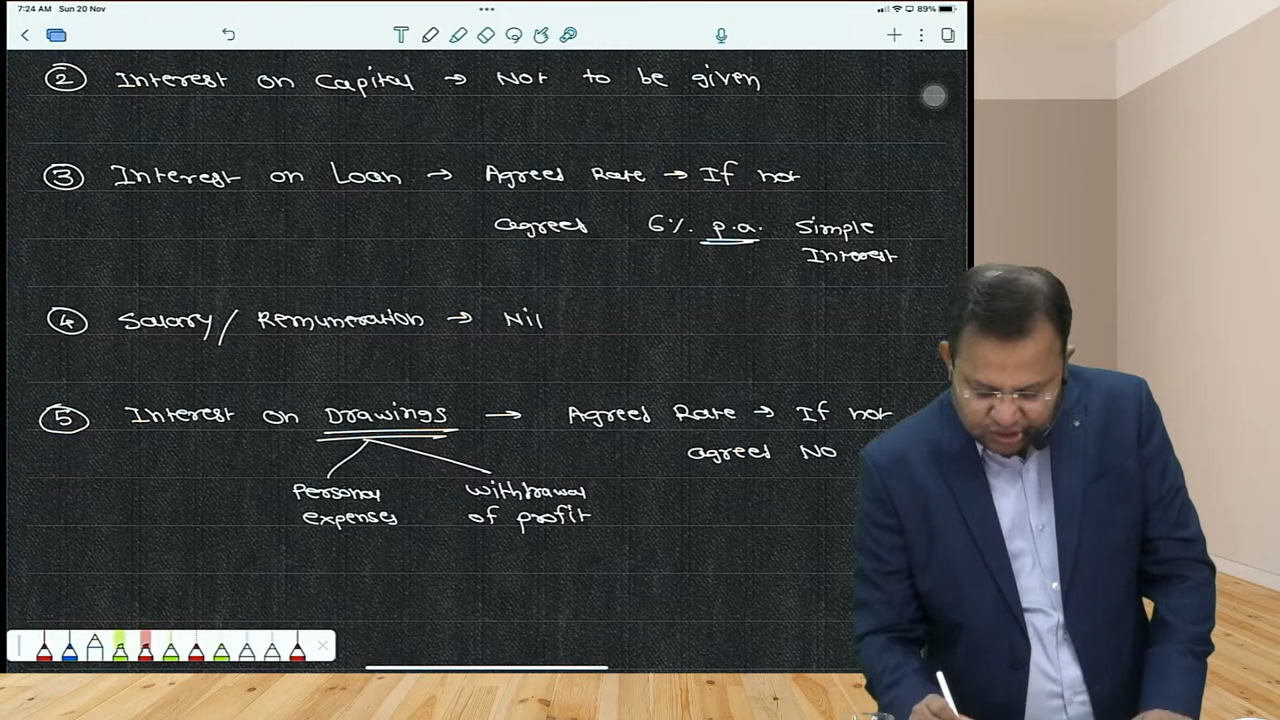 7:24 AM Sun 20 Nov
89%
② Interest on Capital → Not to be given
③ Interest on Loan → Agreed Rate → If not
agreed 6% p.a. Simple
Interest
④ Salary/ Remuneration → Nil
⑤ Interest on Drawings → Agreed Rate → If not
agreed No
Personal expenses
withdrawal of profit